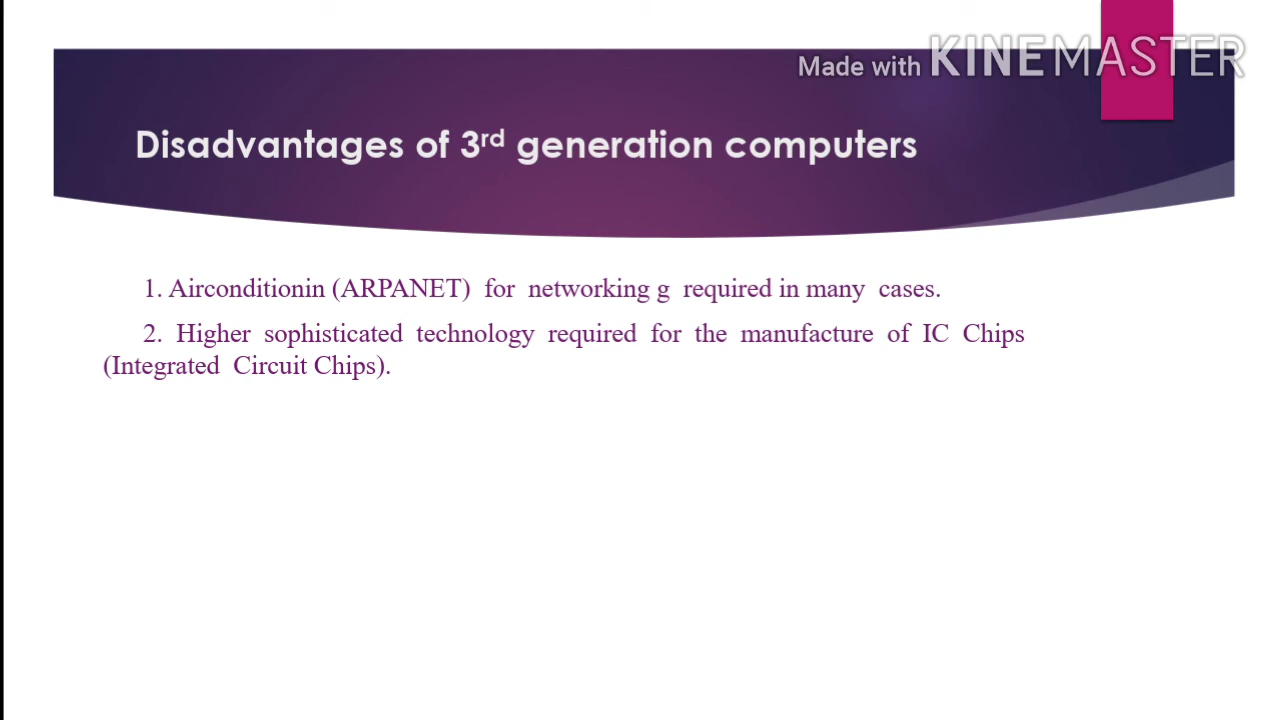 Made with KINEMASTER
Disadvantages of 3rd generation computers
1. Airconditionin (ARPANET) for networking g required in many cases.
2. Higher sophisticated technology required for the manufacture of IC Chips
(Integrated Circuit Chips).